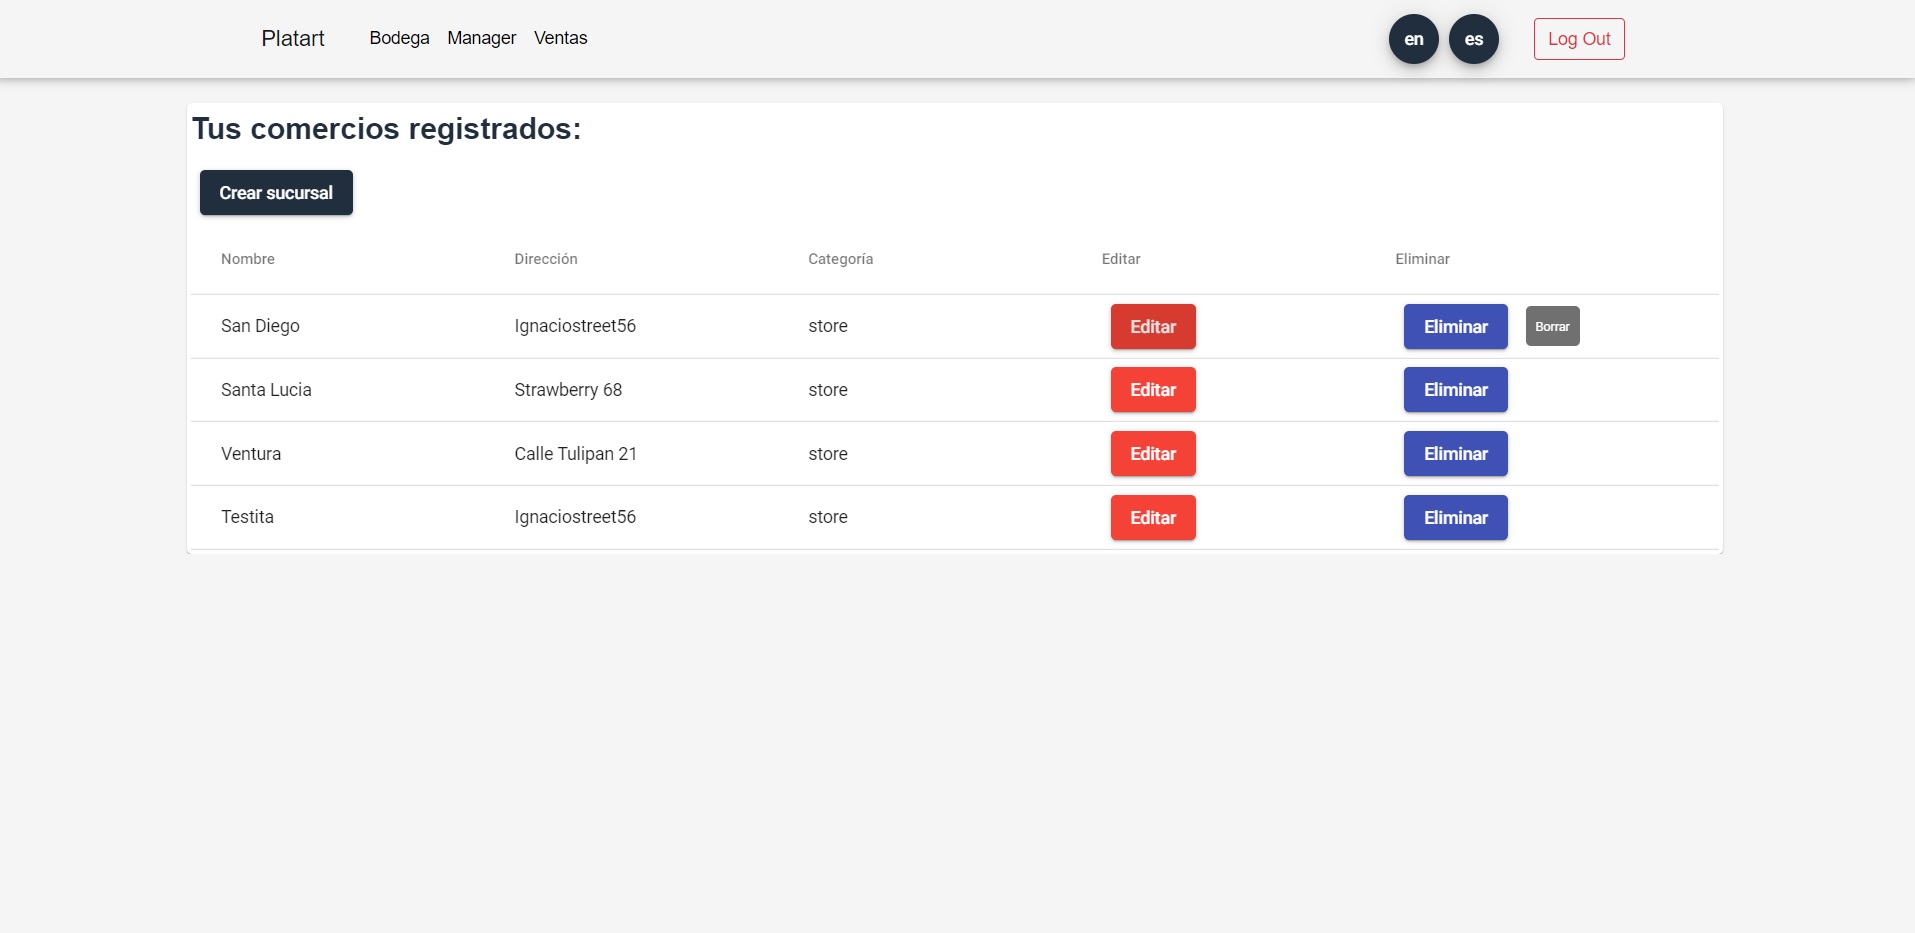 Platart Bodega Manager Ventas en es Log Out
Tus comercios registrados:
Crear sucursal
Nombre Dirección Categoría Editar Eliminar
San Diego Ignaciostreet56 store Editar Eliminar Borrar
Santa Lucia Strawberry 68 store Editar Eliminar
Ventura Calle Tulipan 21 store Editar Eliminar
Testita Ignaciostreet56 store Editar Eliminar